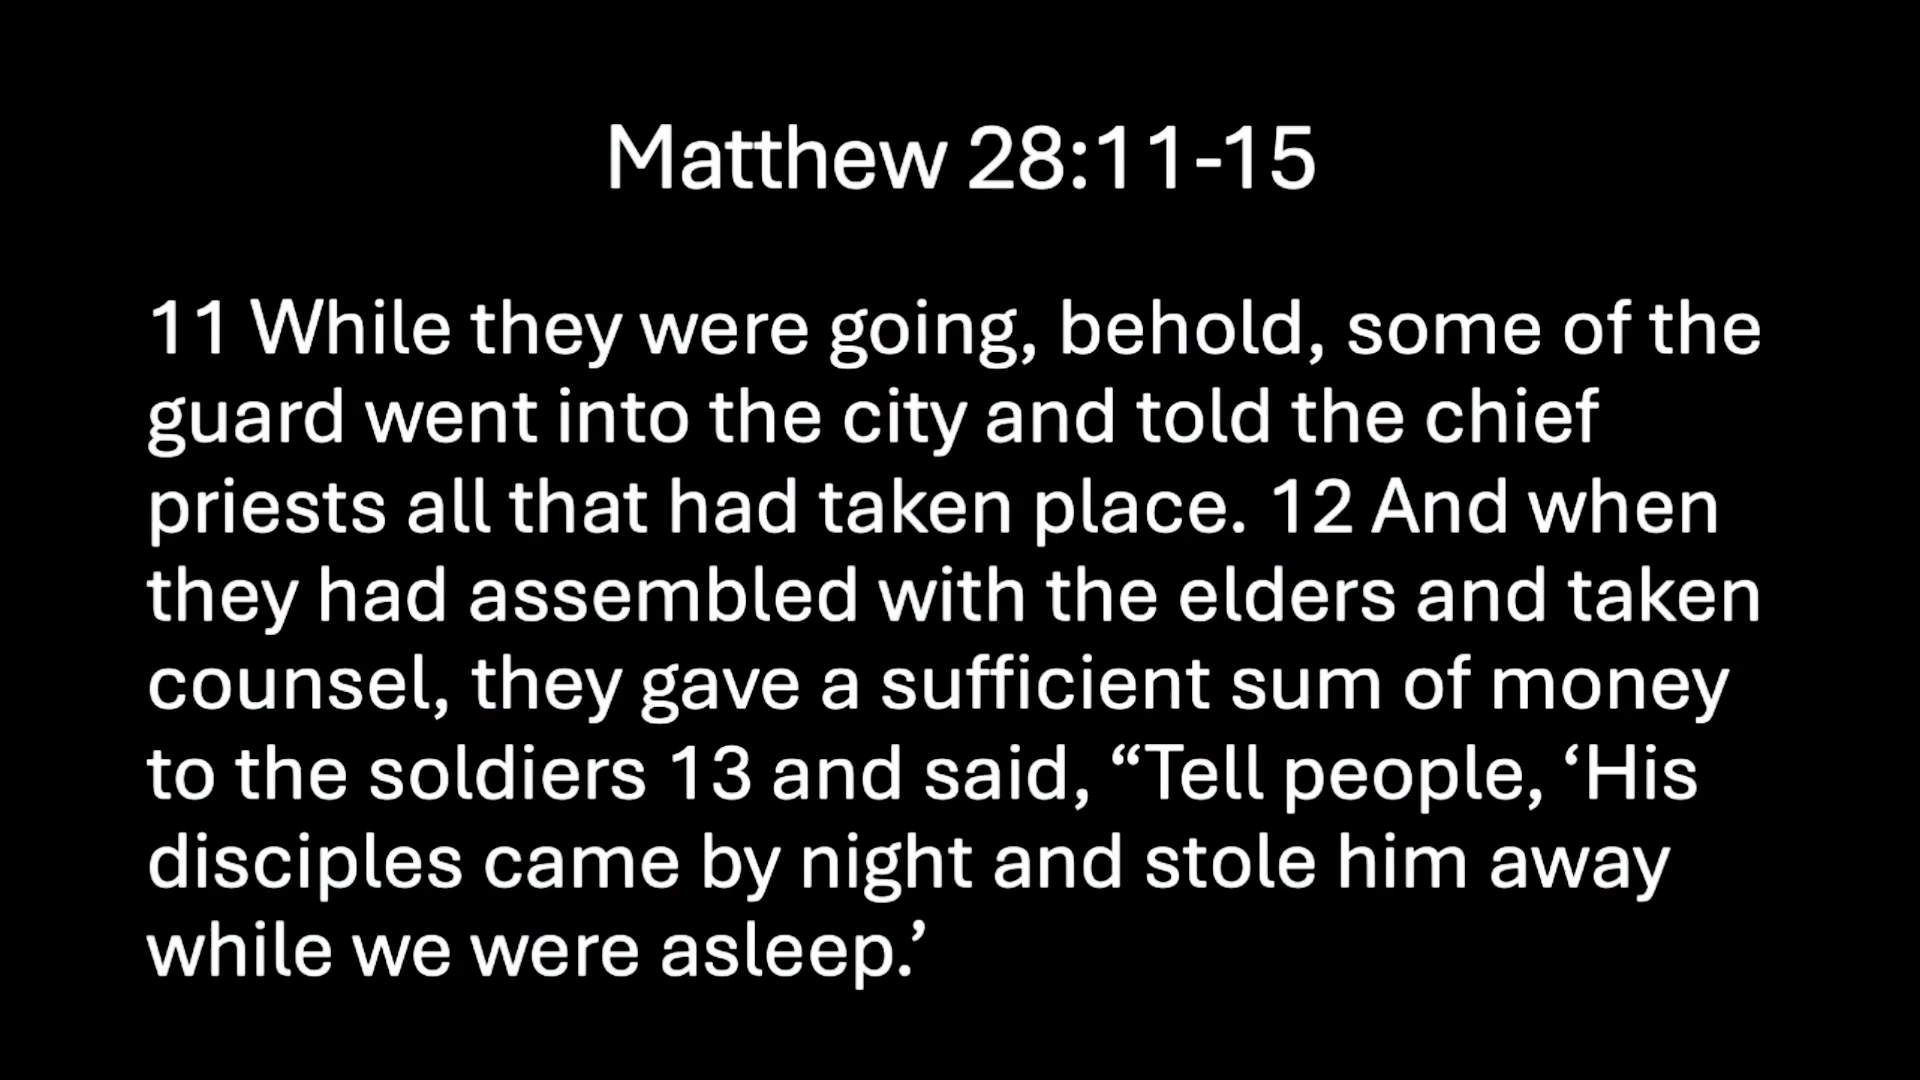 Matthew 28:11-15
11 While they were going, behold, some of the
guard went into the city and told the chief
priests all that had taken place. 12 And when
they had assembled with the elders and taken
counsel, they gave a sufficient sum of money
to the soldiers 13 and said, “Tell people, ‘His
disciples came by night and stole him away
while we were asleep.’